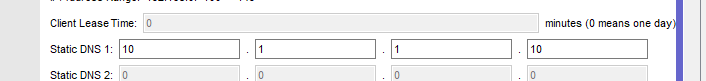 Client Lease Time: 0 minutes (0 means one day)
Static DNS 1: 10 . 1 . 1 . 10
Static DNS 2: 0 . 0 . 0 . 0